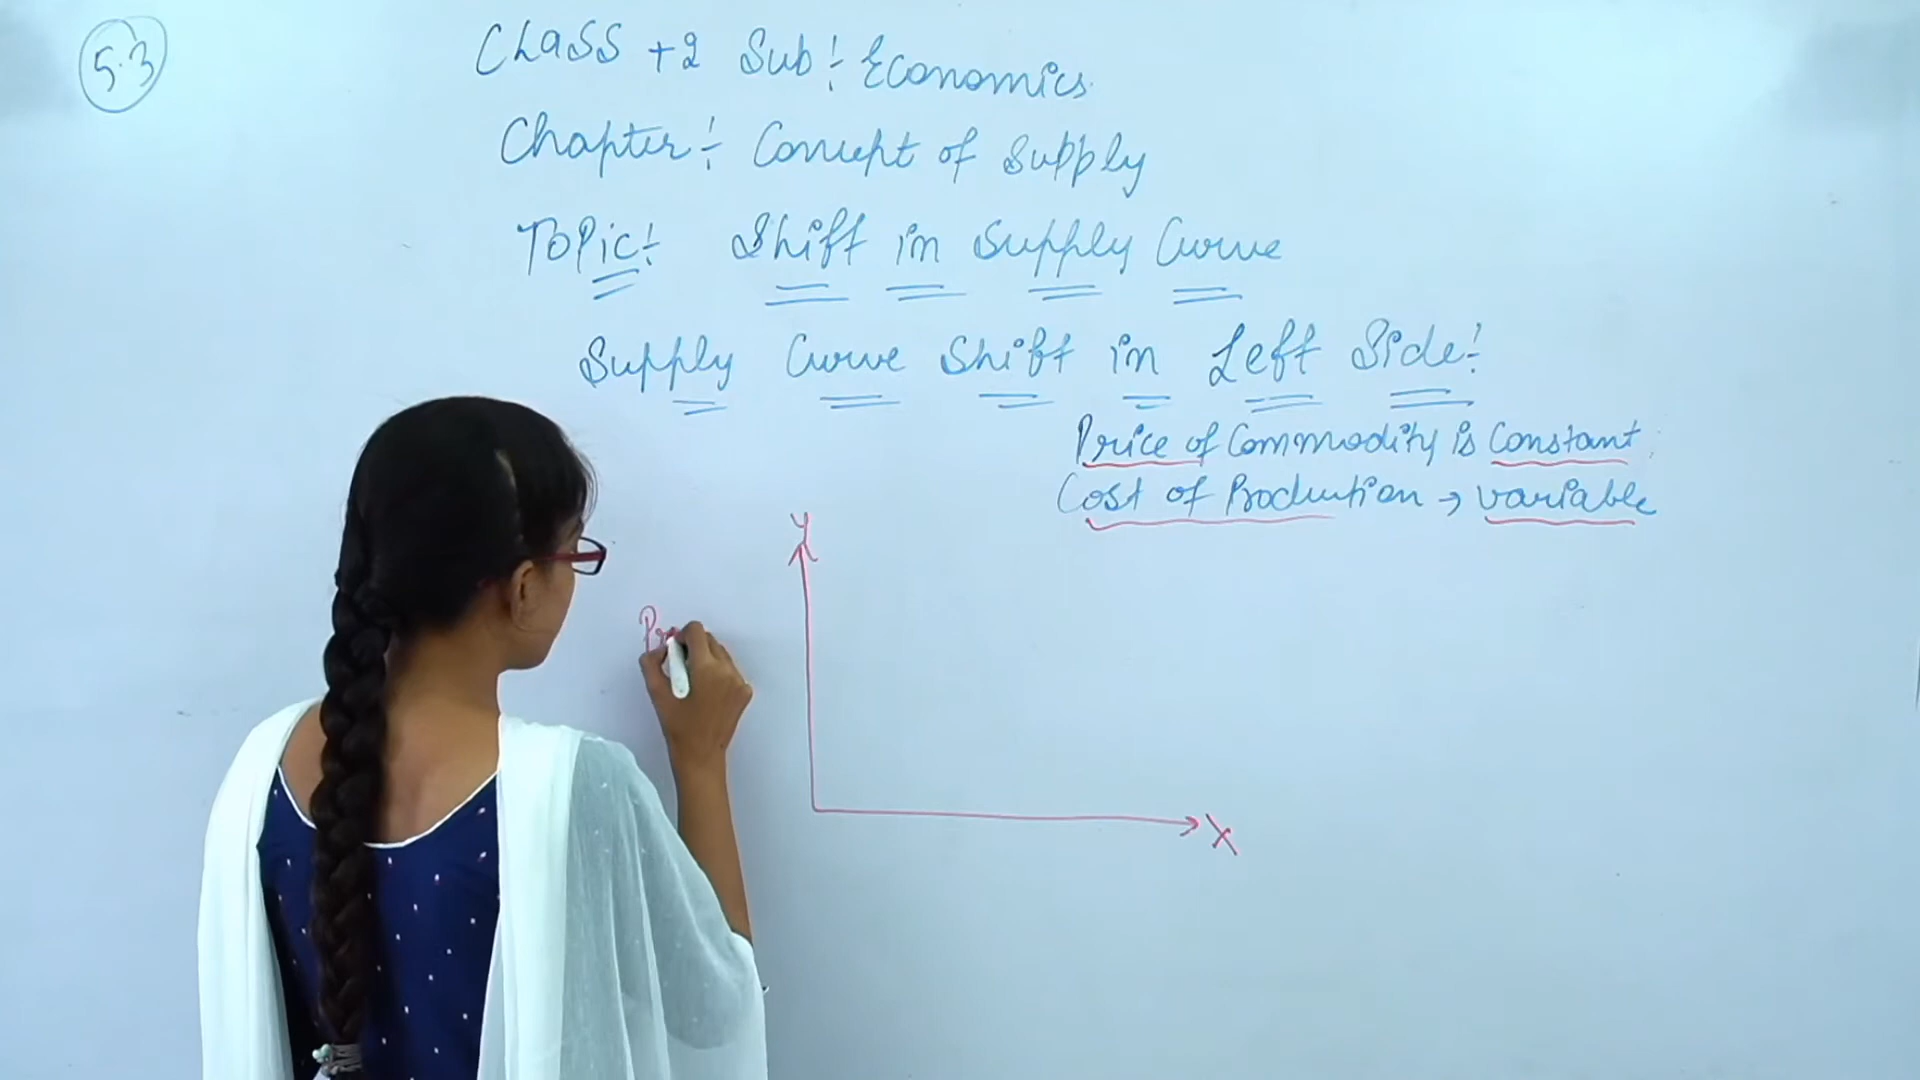 5.3
Class +2 Sub:- Economics
Chapter:- Concept of Supply
Topic:- Shift in Supply Curve
Supply Curve Shift in Left Side:-
Price of Commodity is Constant
Cost of Production → variable
Y
Pr
X